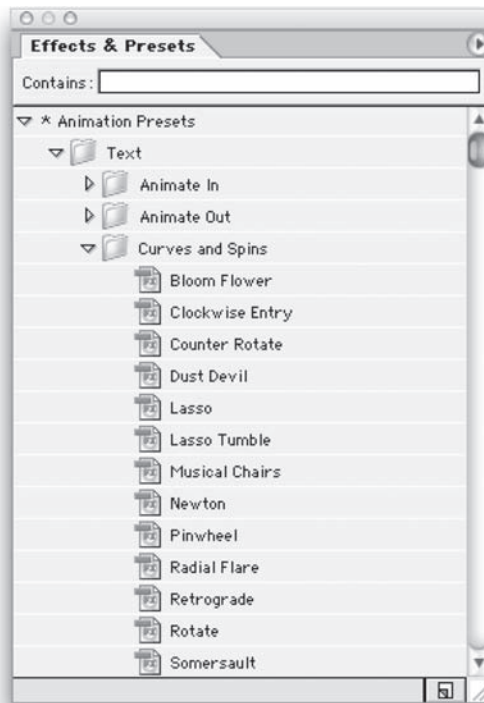 Effects & Presets
Contains:
* Animation Presets
Text
Animate In
Animate Out
Curves and Spins
Bloom Flower
Clockwise Entry
Counter Rotate
Dust Devil
Lasso
Lasso Tumble
Musical Chairs
Newton
Pinwheel
Radial Flare
Retrograde
Rotate
Somersault